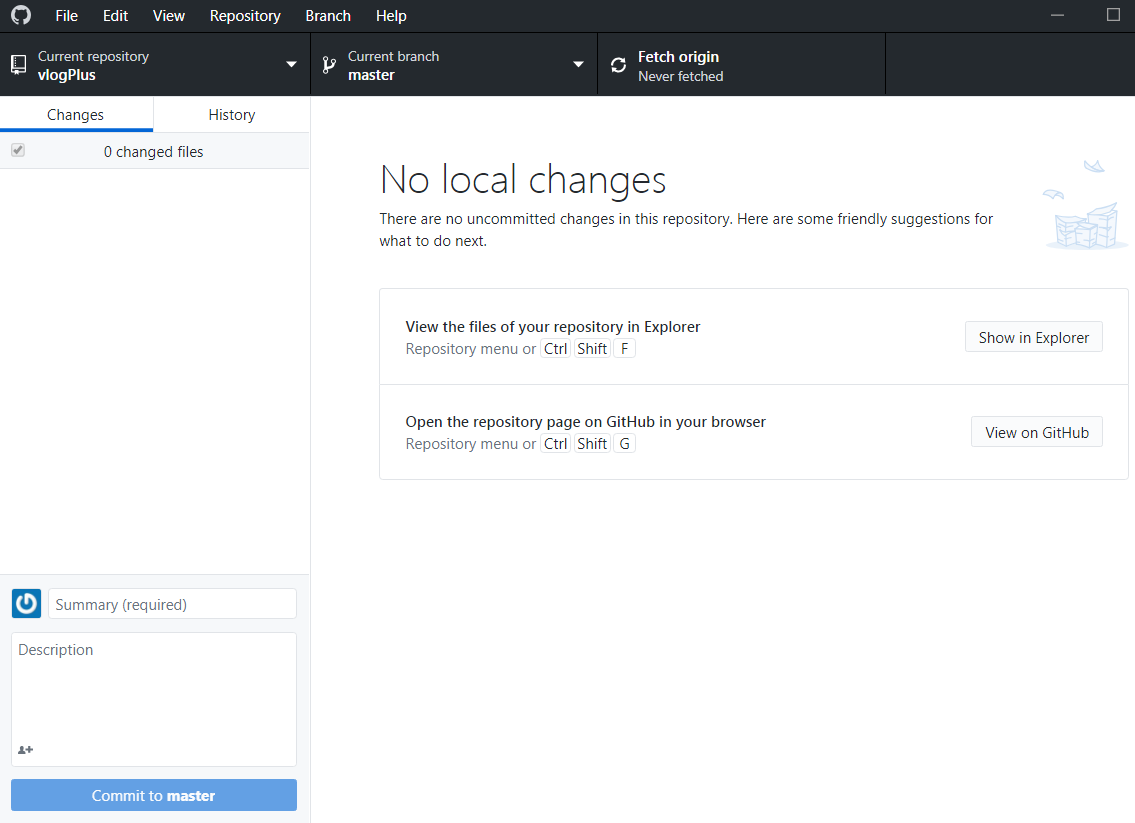 File Edit View Repository Branch Help
Current repository
vlogPlus
Current branch
master
Fetch origin
Never fetched
Changes
History
0 changed files
No local changes
There are no uncommitted changes in this repository. Here are some friendly suggestions for
what to do next.
View the files of your repository in Explorer
Repository menu or Ctrl Shift F
Show in Explorer
Open the repository page on GitHub in your browser
Repository menu or Ctrl Shift G
View on GitHub
Summary (required)
Description
Commit to master